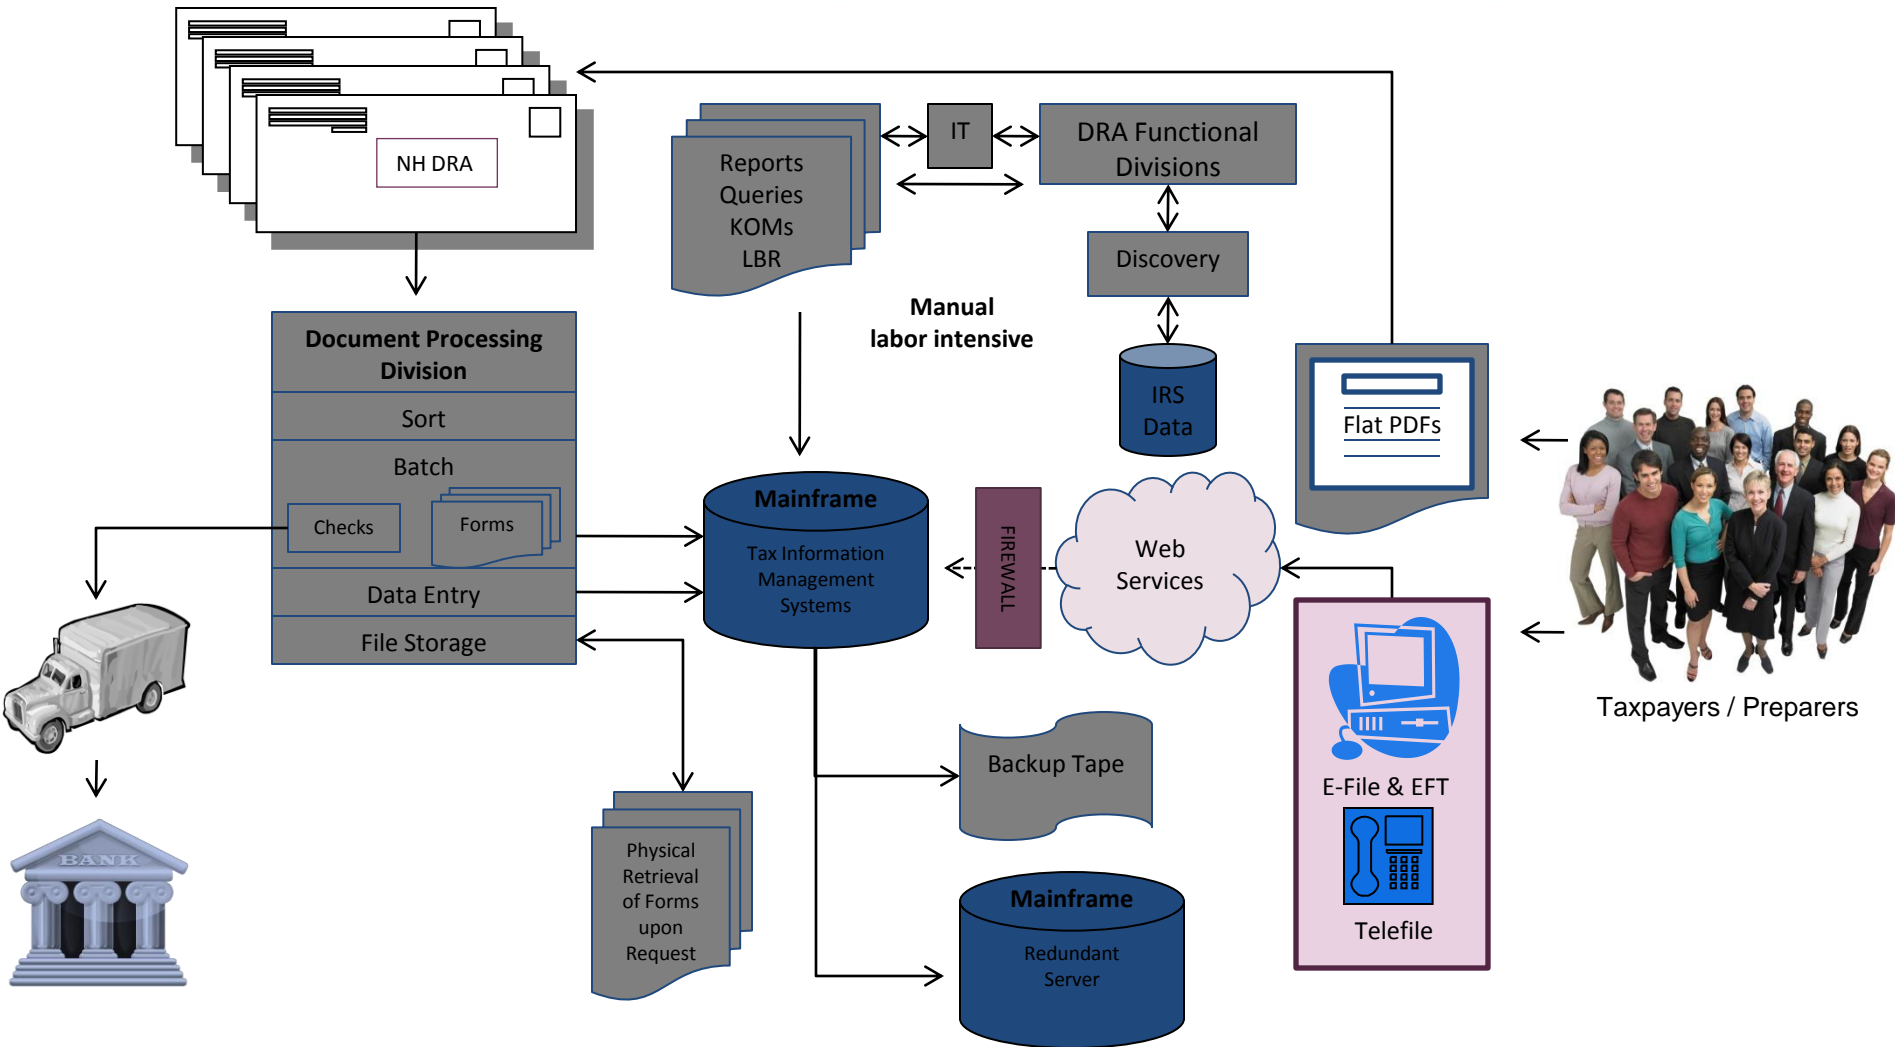 NH DRA
Reports
Queries
KOMs
LBR
IT
DRA Functional
Divisions
Discovery
IRS
Data
Manual
labor intensive
Document Processing
Division
Sort
Batch
Checks
Forms
Data Entry
File Storage
Mainframe
Tax Information
Management
Systems
FIREWALL
Web
Services
Flat PDFs
Taxpayers / Preparers
E-File & EFT
Telefile
Backup Tape
Mainframe
Redundant
Server
Physical
Retrieval
of Forms
upon
Request
BANK